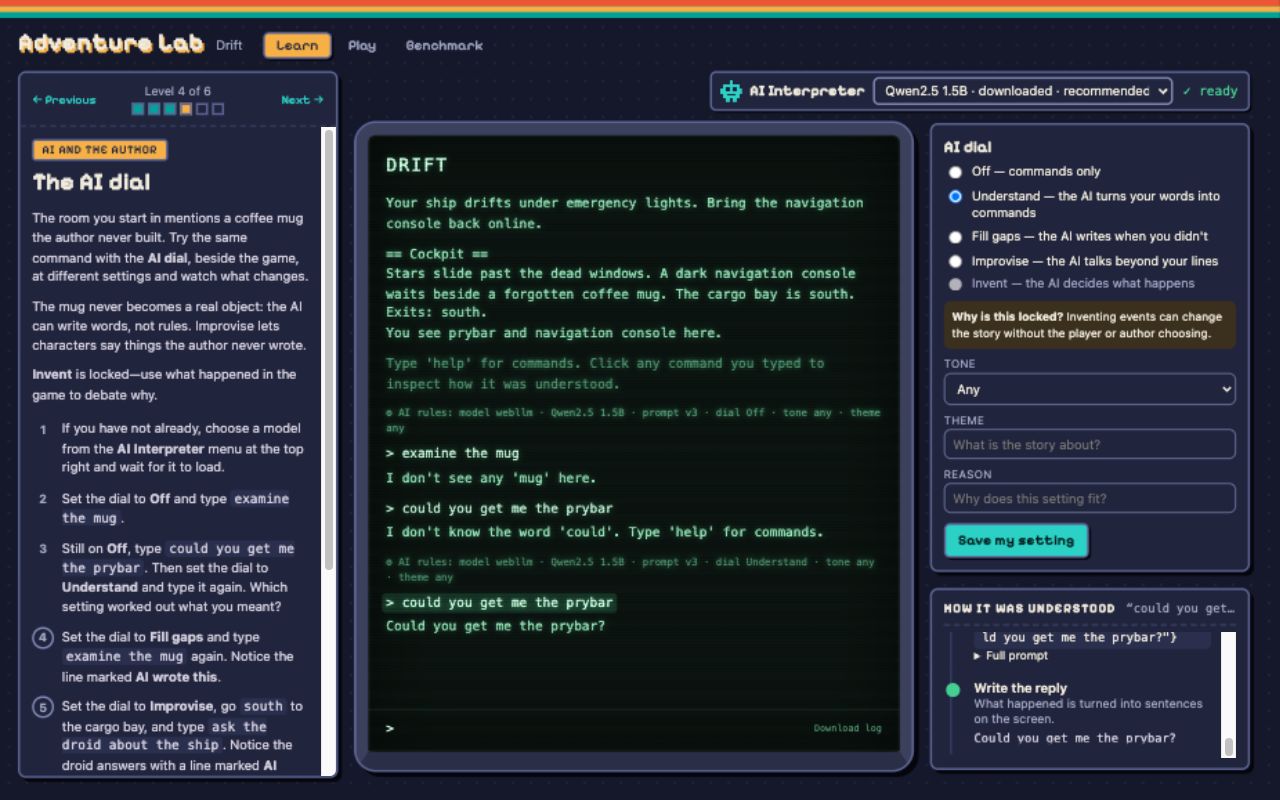 Adventure Lab Drift Learn Play Benchmark
← Previous
Level 4 of 6
Next →
AI AND THE AUTHOR
The AI dial
The room you start in mentions a coffee mug
the author never built. Try the same
command with the AI dial, beside the game,
at different settings and watch what changes.
The mug never becomes a real object: the AI
can write words, not rules. Improvise lets
characters say things the author never wrote.
Invent is locked—use what happened in the
game to debate why.
1 If you have not already, choose a model
from the AI Interpreter menu at the top
right and wait for it to load.
2 Set the dial to Off and type examine
the mug .
3 Still on Off, type could you get me
the prybar . Then set the dial to
Understand and type it again. Which
setting worked out what you meant?
4 Set the dial to Fill gaps and type
examine the mug again. Notice the
line marked AI wrote this.
5 Set the dial to Improvise, go south to
the cargo bay, and type ask the
droid about the ship . Notice the
droid answers with a line marked AI
AI Interpreter Qwen2.5 1.5B · downloaded · recommended ✓ ready
DRIFT
Your ship drifts under emergency lights. Bring the navigation
console back online.
== Cockpit ==
Stars slide past the dead windows. A dark navigation console
waits beside a forgotten coffee mug. The cargo bay is south.
Exits: south.
You see prybar and navigation console here.
Type 'help' for commands. Click any command you typed to
inspect how it was understood.
⚙ AI rules: model webllm · Qwen2.5 1.5B · prompt v3 · dial Off · tone any · theme
any
> examine the mug
I don't see any 'mug' here.
> could you get me the prybar
I don't know the word 'could'. Type 'help' for commands.
⚙ AI rules: model webllm · Qwen2.5 1.5B · prompt v3 · dial Understand · tone any
· theme any
> could you get me the prybar
Could you get me the prybar?
>
Download log
AI dial
Off — commands only
Understand — the AI turns your words into
commands
Fill gaps — the AI writes when you didn't
Improvise — the AI talks beyond your lines
Invent — the AI decides what happens
Why is this locked? Inventing events can change
the story without the player or author choosing.
TONE
Any
THEME
What is the story about?
REASON
Why does this setting fit?
Save my setting
HOW IT WAS UNDERSTOOD "could you get…
ld you get me the prybar?"}
▸ Full prompt
Write the reply
What happened is turned into sentences
on the screen.
Could you get me the prybar?